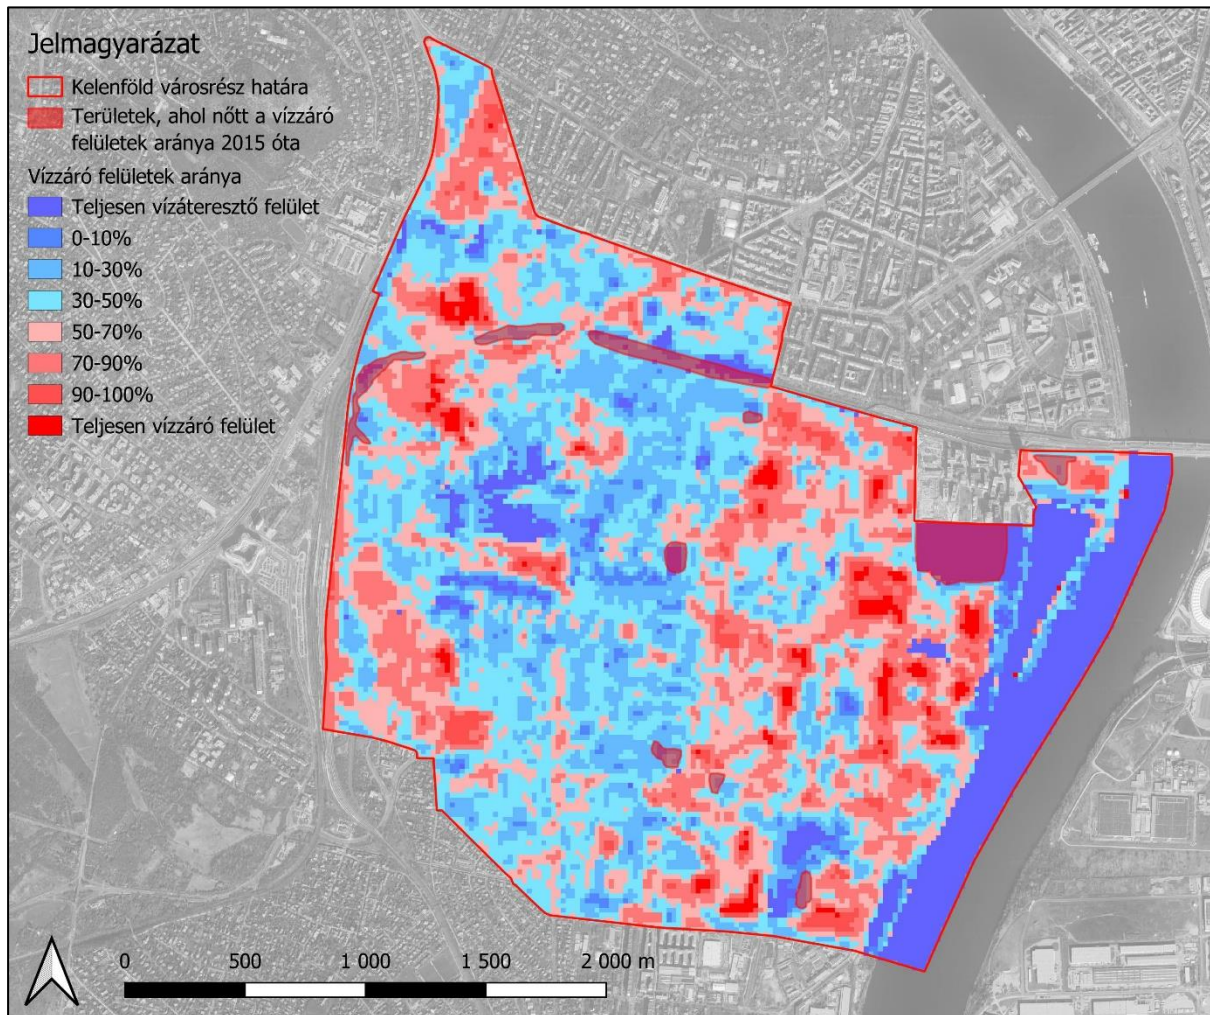 Jelmagyarázat
Kelenföld városrész határa
Területek, ahol nőtt a vízzáró
felületek aránya 2015 óta
Vízzáró felületek aránya
Teljesen vízáteresztő felület
0-10%
10-30%
30-50%
50-70%
70-90%
90-100%
Teljesen vízzáró felület
0 500 1 000 1 500 2 000 m